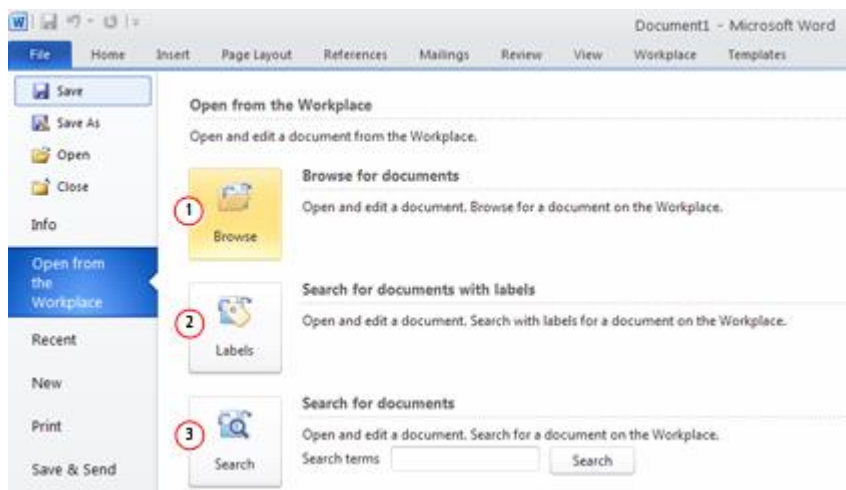 W
Document1 - Microsoft Word
File Home Insert Page Layout References Mailings Review View Workplace Templates
Save
Save As
Open
Close
Info
Open from
the
Workplace
Recent
New
Print
Save & Send
Open from the Workplace
Open and edit a document from the Workplace.
1
Browse
Browse for documents
Open and edit a document. Browse for a document on the Workplace.
2
Labels
Search for documents with labels
Open and edit a document. Search with labels for a document on the Workplace.
3
Search
Search for documents
Open and edit a document. Search for a document on the Workplace.
Search terms Search